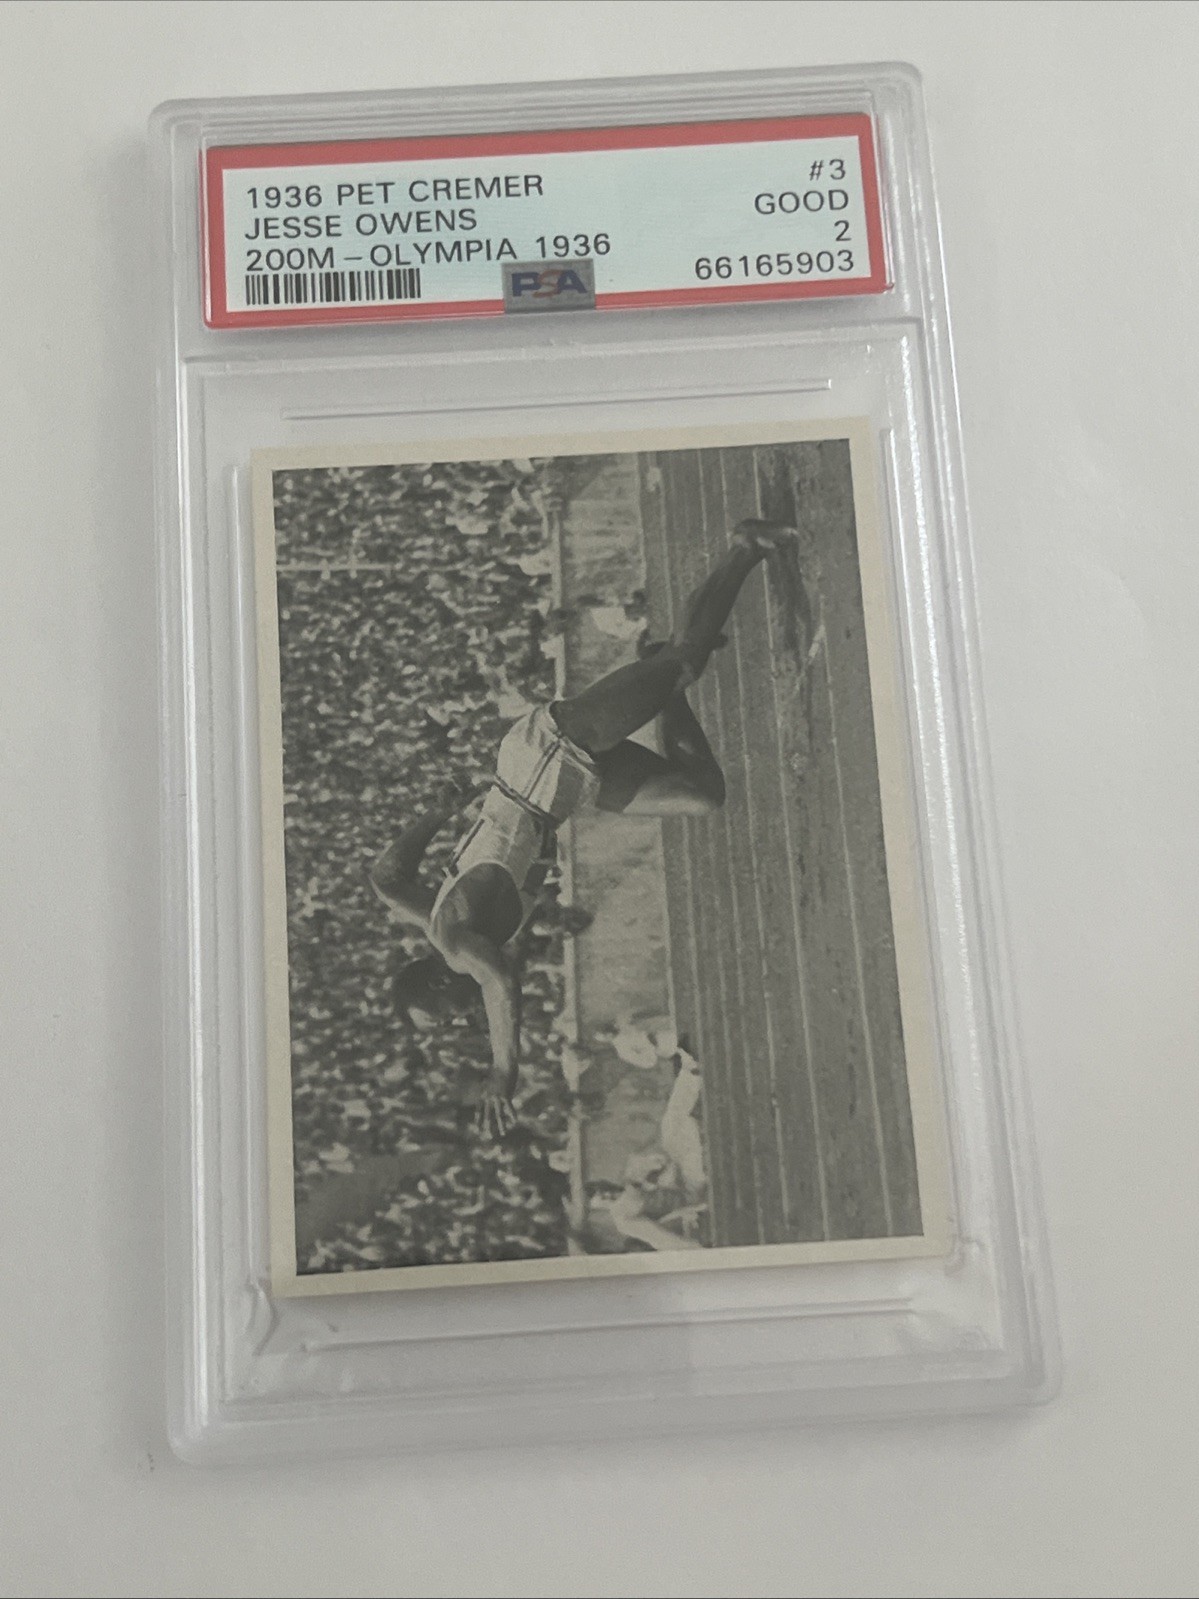 1936 PET CREMER #3
JESSE OWENS GOOD
200M – OLYMPIA 1936 2
PSA 66165903